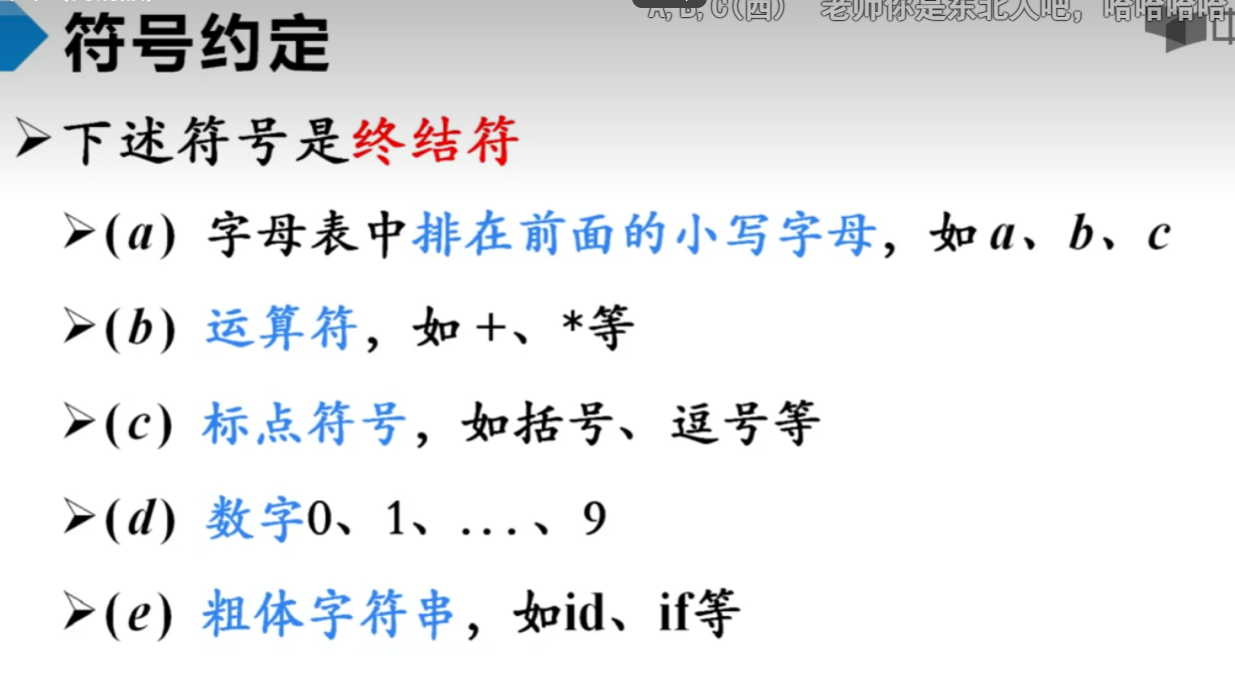 A, B, C(四) 老师你是东北人吧，哈哈哈哈
符号约定
➢下述符号是终结符
➢(a) 字母表中排在前面的小写字母，如 a、b、c
➢(b) 运算符，如 +、*等
➢(c) 标点符号，如括号、逗号等
➢(d) 数字0、1、...、9
➢(e) 粗体字符串，如id、if等